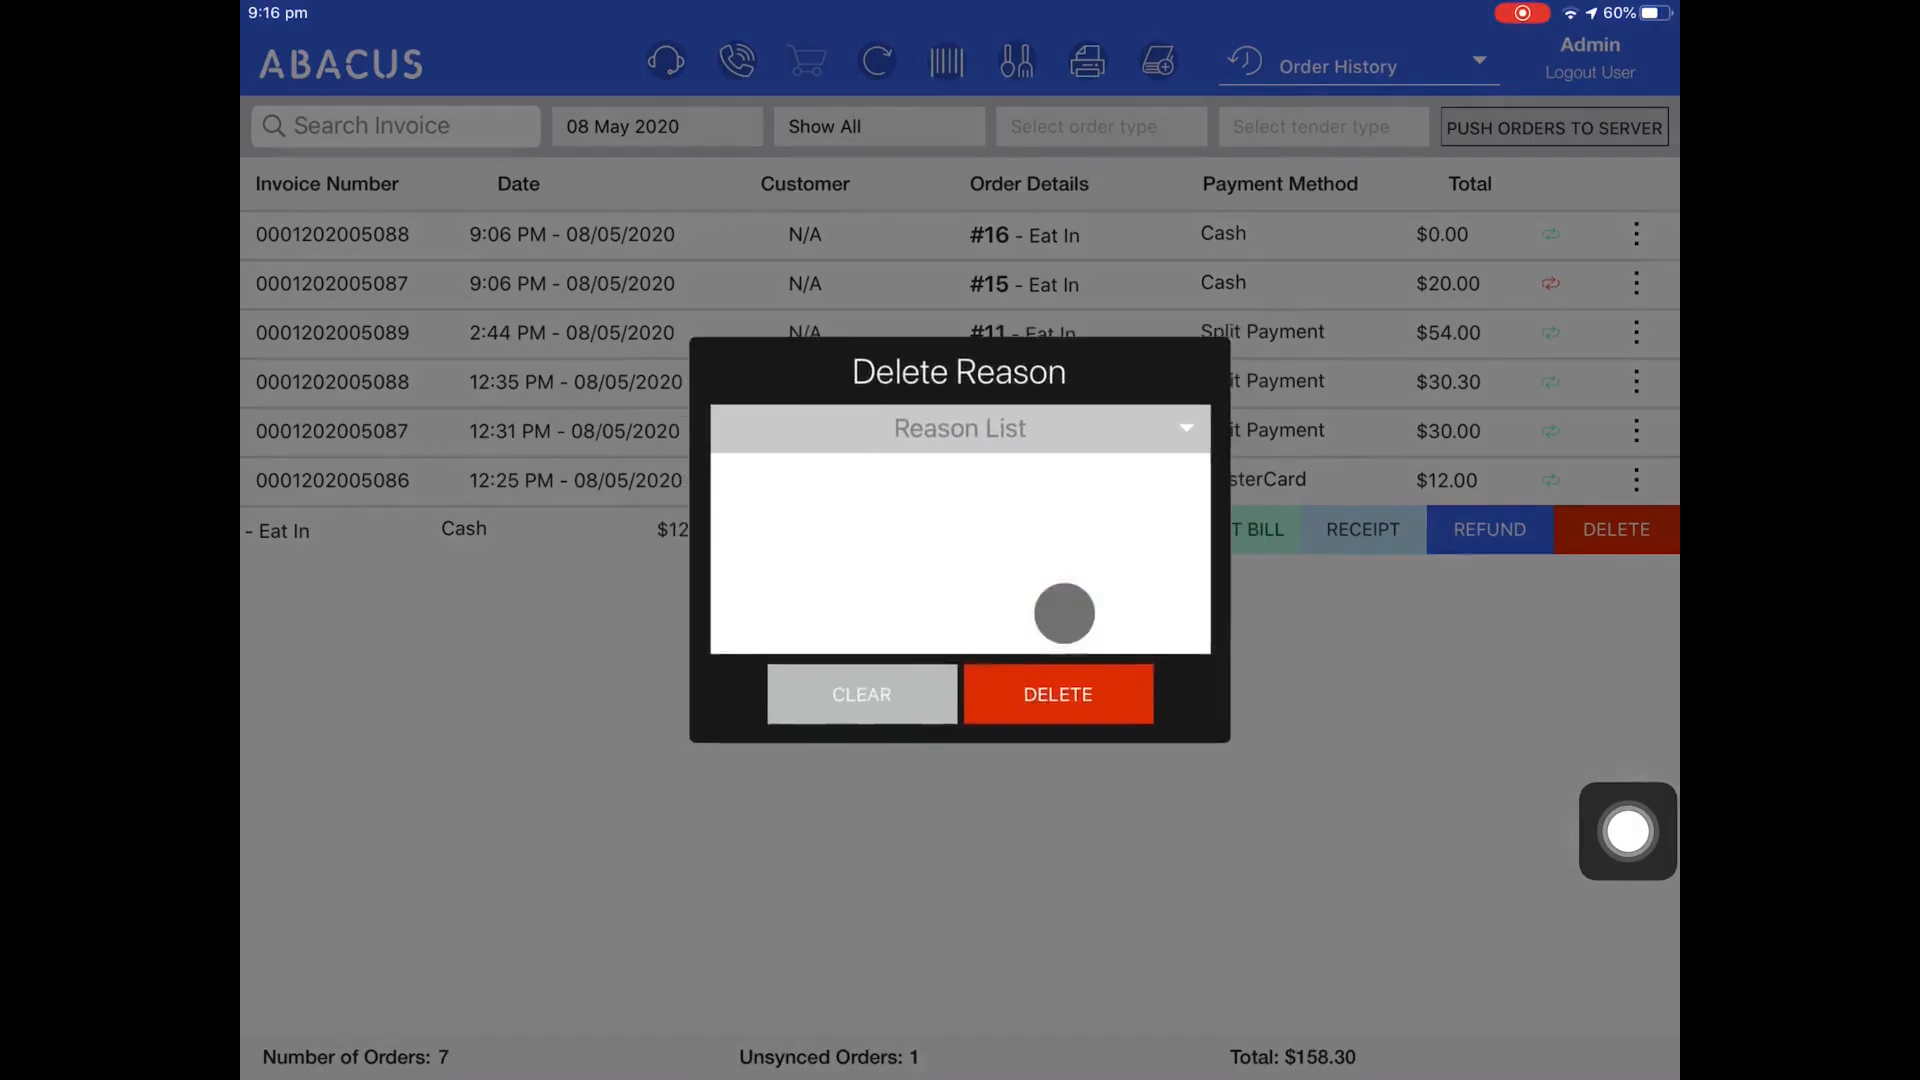 9:16 pm
60%
ABACUS
Order History
Admin
Logout User
Search Invoice
08 May 2020
Show All
Select order type
Select tender type
PUSH ORDERS TO SERVER
Invoice Number Date Customer Order Details Payment Method Total
0001202005088 9:06 PM - 08/05/2020 N/A #16 - Eat In Cash $0.00
0001202005087 9:06 PM - 08/05/2020 N/A #15 - Eat In Cash $20.00
0001202005089 2:44 PM - 08/05/2020 N/A #11 - Eat In Split Payment $54.00
0001202005088 12:35 PM - 08/05/2020 it Payment $30.30
0001202005087 12:31 PM - 08/05/2020 it Payment $30.00
0001202005086 12:25 PM - 08/05/2020 sterCard $12.00
- Eat In Cash $12 T BILL RECEIPT REFUND DELETE
Delete Reason
Reason List
CLEAR DELETE
Number of Orders: 7 Unsynced Orders: 1 Total: $158.30